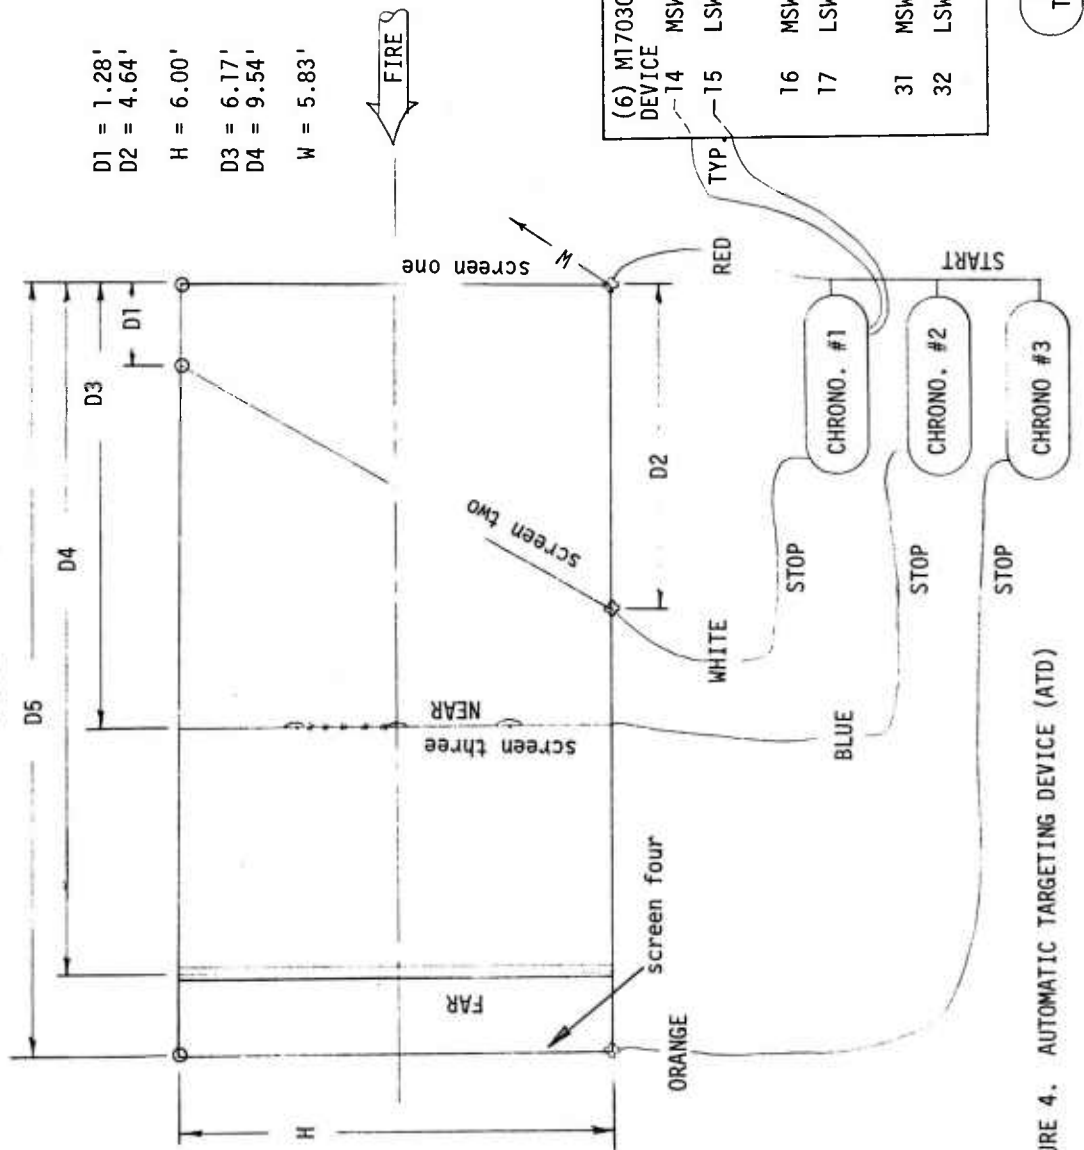 D1 = 1.28'
D2 = 4.64'
H = 6.00'
D3 = 6.17'
D4 = 9.54'
W = 5.83'
FIRE
D5
D4
D3
D1
screen one
W
screen two
D2
NEAR
screen three
FAR
screen four
H
RED
WHITE
BLUE
ORANGE
START
STOP
STOP
STOP
CHRONO. #1
CHRONO. #2
CHRONO #3
TYP.
(6) M17030
DEVICE
14 MSW
15 LSW
16 MSW
17 LSW
31 MSW
32 LSW
T
URE 4. AUTOMATIC TARGETING DEVICE (ATD)